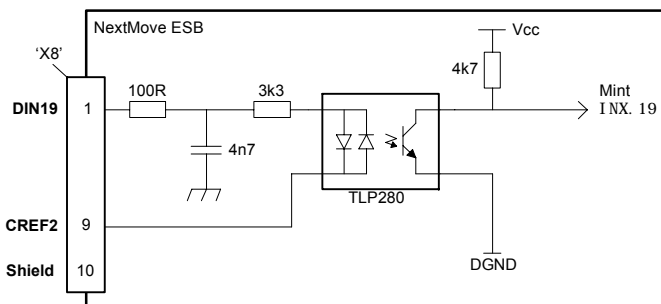 NextMove ESB
Vcc
'X8'
4k7
100R
3k3
Mint
DIN19
1
INX.19
4n7
TLP280
CREF2
9
Shield
10
DGND